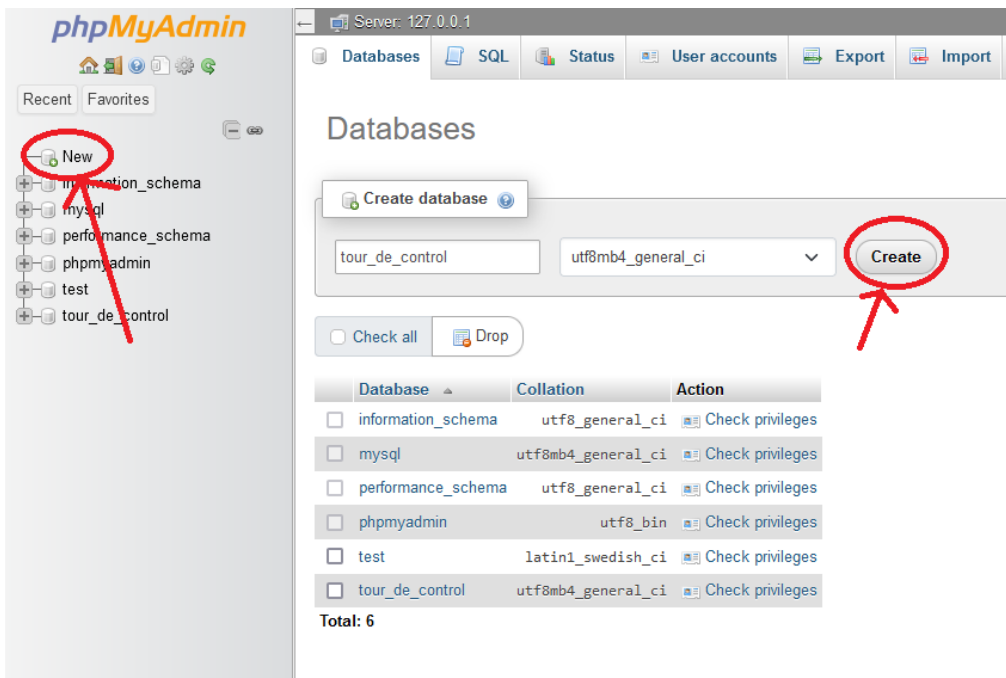 phpMyAdmin
Recent Favorites
New
information_schema
mysql
performance_schema
phpmyadmin
test
tour_de_control
Server: 127.0.0.1
Databases SQL Status User accounts Export Import
Databases
Create database
tour_de_control utf8mb4_general_ci Create
Check all Drop
Database Collation Action
information_schema utf8_general_ci Check privileges
mysql utf8mb4_general_ci Check privileges
performance_schema utf8_general_ci Check privileges
phpmyadmin utf8_bin Check privileges
test latin1_swedish_ci Check privileges
tour_de_control utf8mb4_general_ci Check privileges
Total: 6